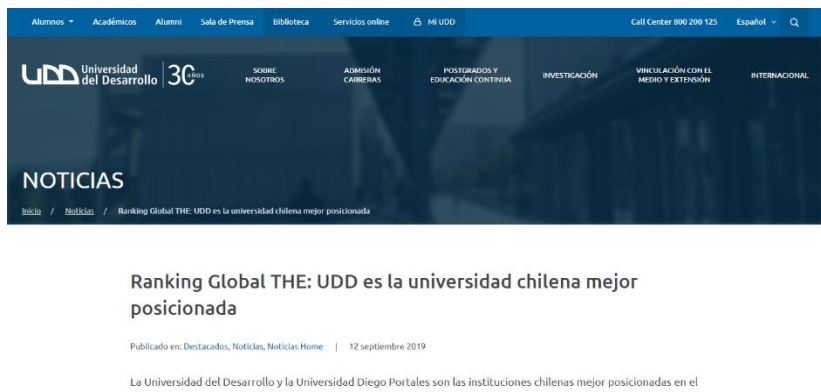 Alumnos Académicos Alumni Sala de Prensa Biblioteca Servicios online Mi UDD Call Center 800 200 125 Español
UDD Universidad del Desarrollo 30 AÑOS
SOBRE NOSOTROS
ADMISIÓN CARRERAS
POSTGRADOS Y EDUCACIÓN CONTINUA
INVESTIGACIÓN
VINCULACIÓN CON EL MEDIO Y EXTENSIÓN
INTERNACIONAL
NOTICIAS
Inicio / Noticias / Ranking Global THE: UDD es la universidad chilena mejor posicionada
Ranking Global THE: UDD es la universidad chilena mejor
posicionada
Publicado en: Destacados, Noticias, Noticias Home | 12 septiembre 2019
La Universidad del Desarrollo y la Universidad Diego Portales son las instituciones chilenas mejor posicionadas en el